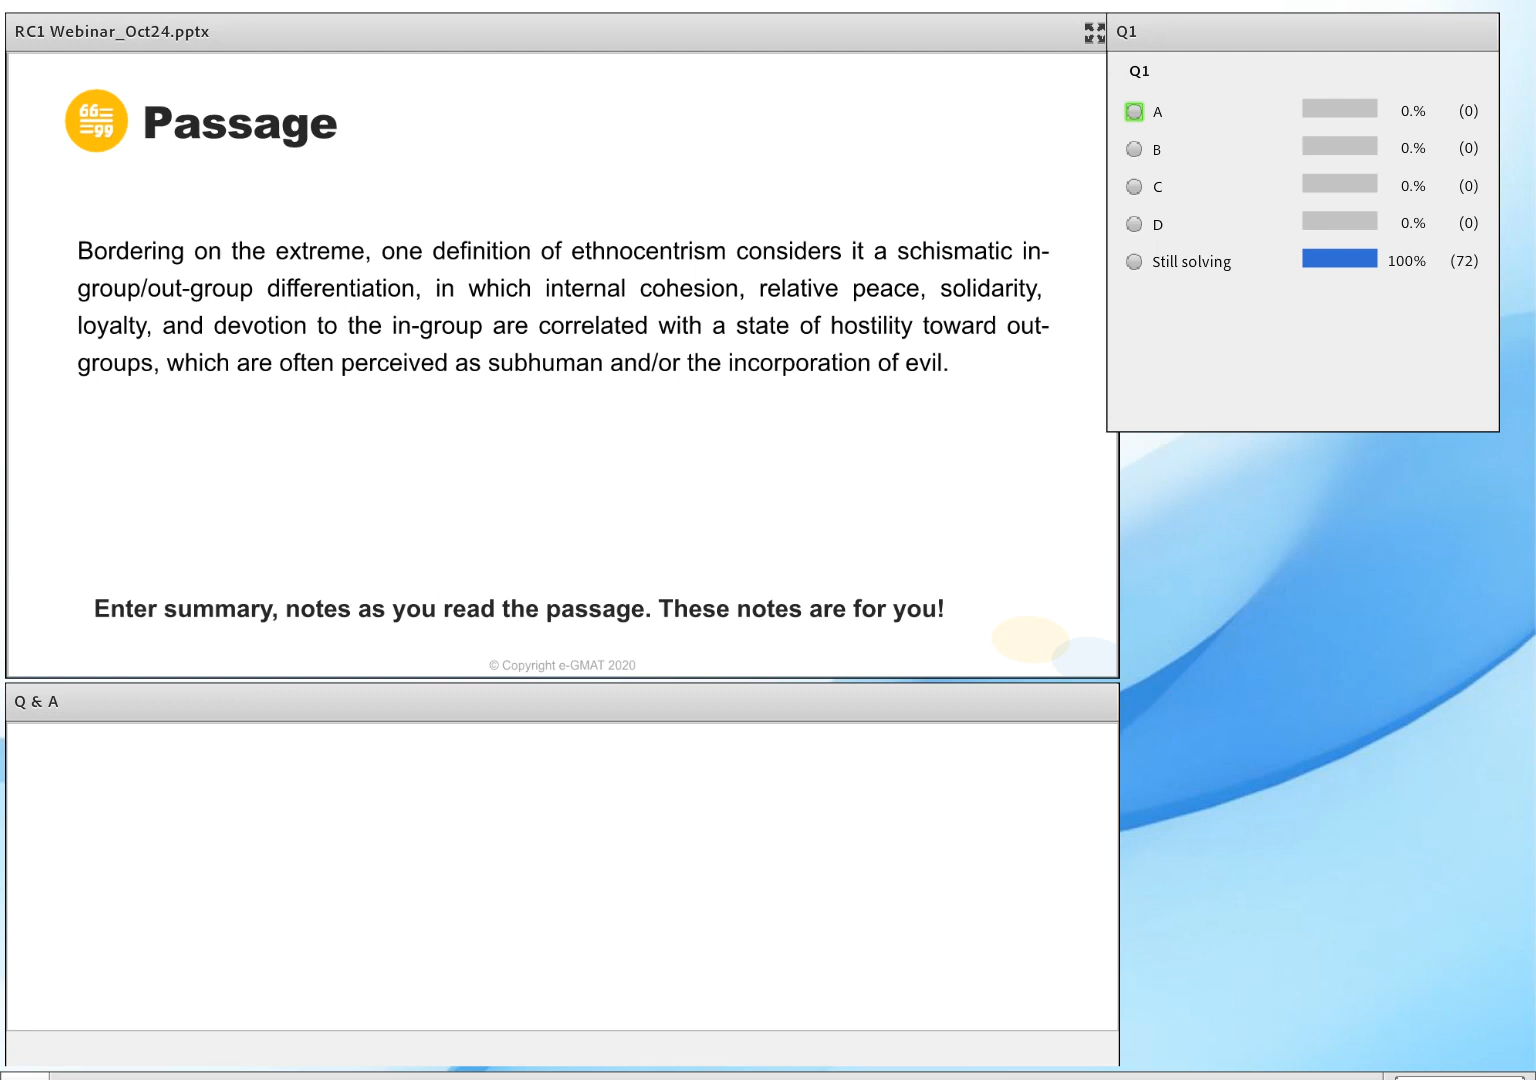 RC1 Webinar_Oct24.pptx
66
99
Passage
Bordering on the extreme, one definition of ethnocentrism considers it a schismatic in-
group/out-group differentiation, in which internal cohesion, relative peace, solidarity,
loyalty, and devotion to the in-group are correlated with a state of hostility toward out-
groups, which are often perceived as subhuman and/or the incorporation of evil.
Enter summary, notes as you read the passage. These notes are for you!
© Copyright e-GMAT 2020
Q1
Q1
A 0.% (0)
B 0.% (0)
C 0.% (0)
D 0.% (0)
Still solving 100% (72)
Q & A